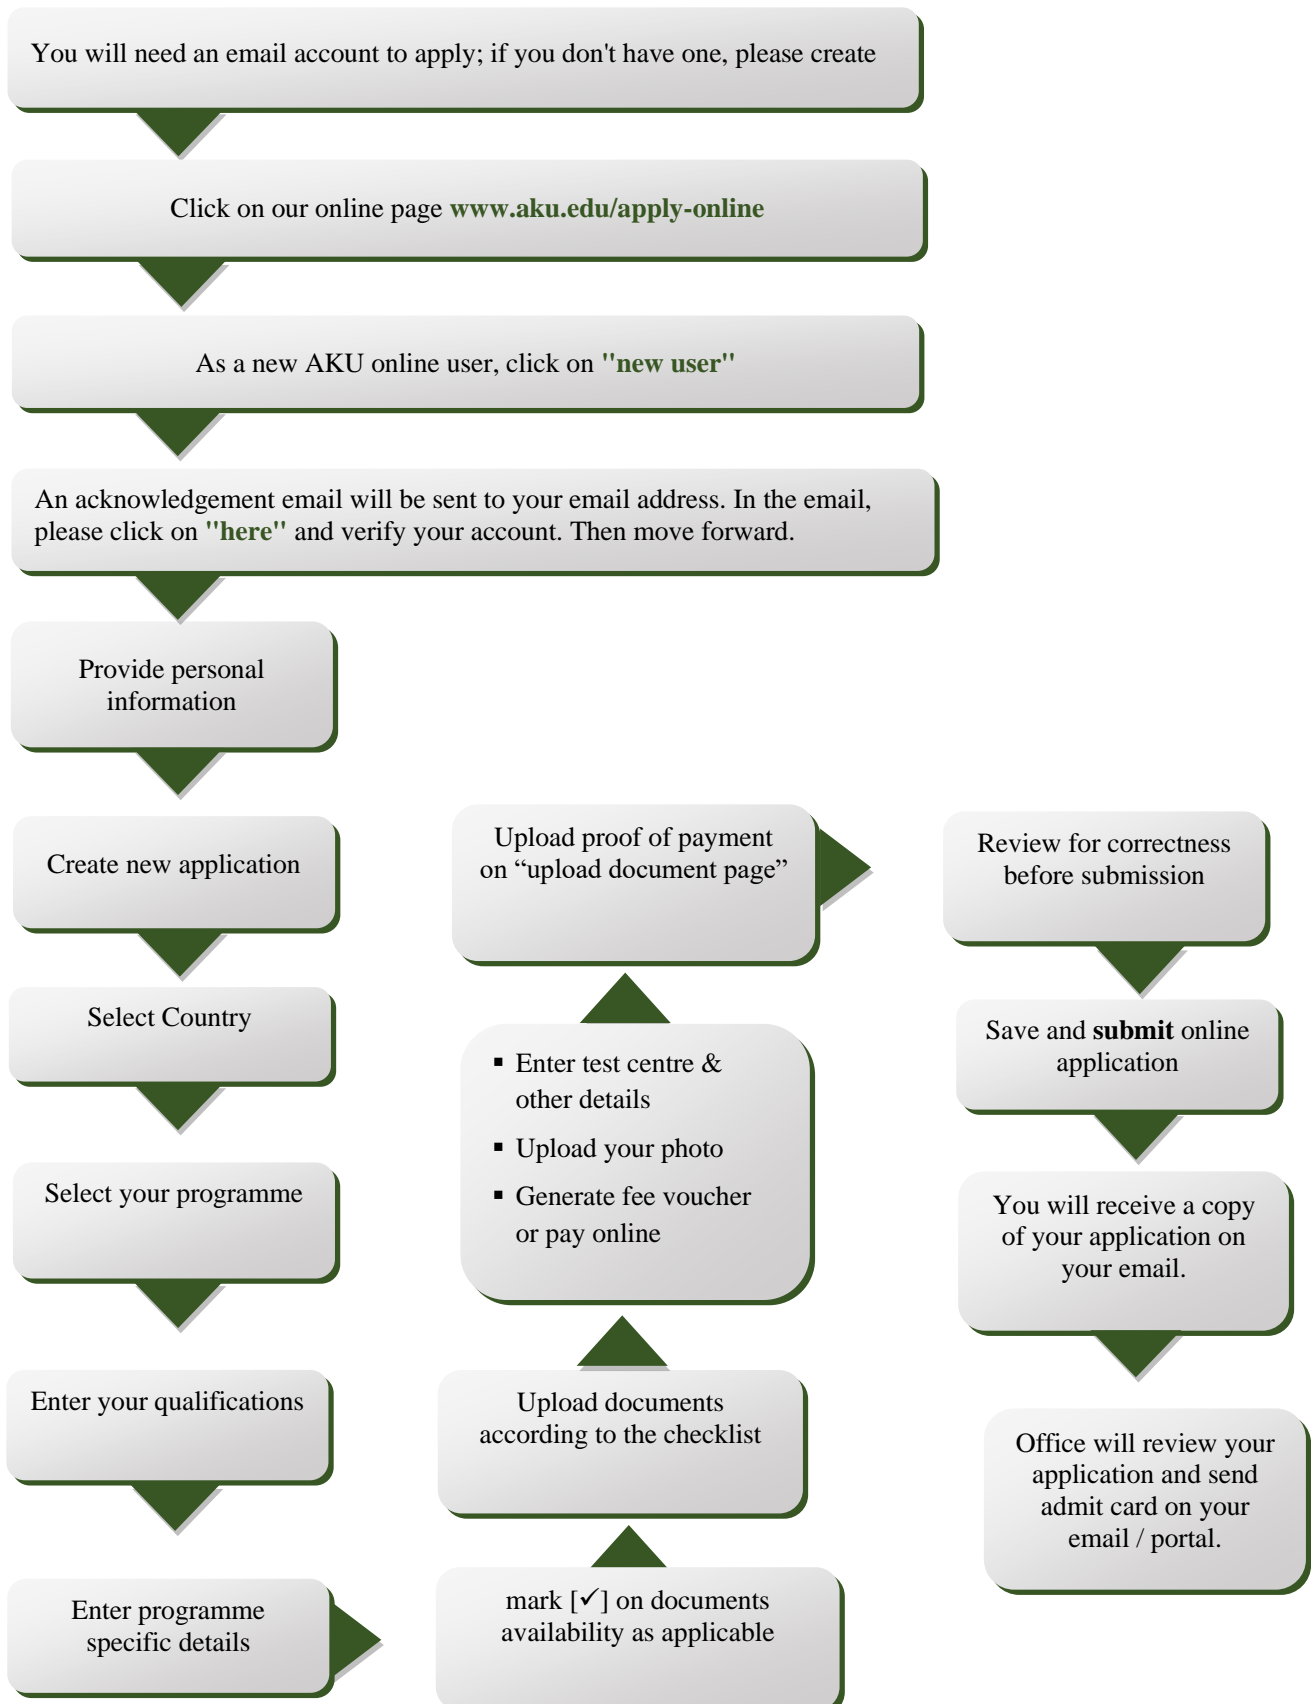 You will need an email account to apply; if you don't have one, please create
Click on our online page www.aku.edu/apply-online
As a new AKU online user, click on "new user"
An acknowledgement email will be sent to your email address. In the email,
please click on "here" and verify your account. Then move forward.
Provide personal
information
Create new application
Select Country
Select your programme
Enter your qualifications
Enter programme
specific details
mark [✓] on documents
availability as applicable
Upload documents
according to the checklist
▪ Enter test centre &
other details
▪ Upload your photo
▪ Generate fee voucher
or pay online
Upload proof of payment
on “upload document page”
Review for correctness
before submission
Save and submit online
application
You will receive a copy
of your application on
your email.
Office will review your
application and send
admit card on your
email / portal.